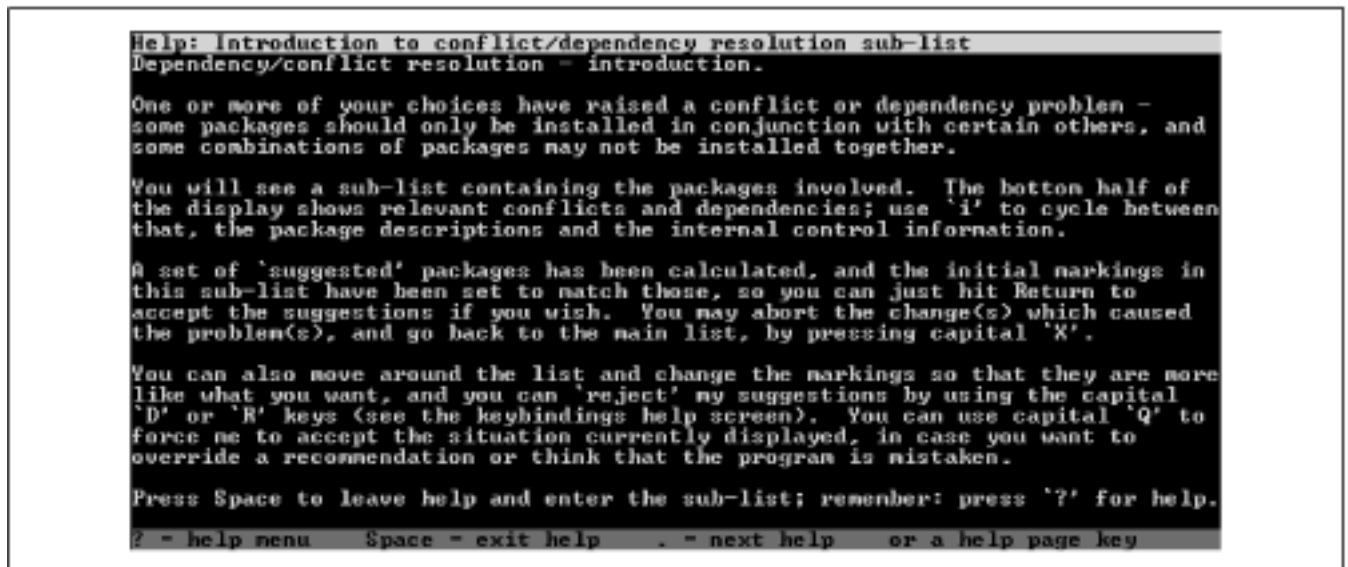 Help: Introduction to conflict/dependency resolution sub-list
Dependency/conflict resolution - introduction.
One or more of your choices have raised a conflict or dependency problem -
some packages should only be installed in conjunction with certain others, and
some combinations of packages may not be installed together.
You will see a sub-list containing the packages involved.  The bottom half of
the display shows relevant conflicts and dependencies; use `i' to cycle between
that, the package descriptions and the internal control information.
A set of `suggested' packages has been calculated, and the initial markings in
this sub-list have been set to match those, so you can just hit Return to
accept the suggestions if you wish.  You may abort the change(s) which caused
the problem(s), and go back to the main list, by pressing capital `X'.
You can also move around the list and change the markings so that they are more
like what you want, and you can `reject' my suggestions by using the capital
`D' or `R' keys (see the keybindings help screen).  You can use capital `Q' to
force me to accept the situation currently displayed, in case you want to
override a recommendation or think that the program is mistaken.
Press Space to leave help and enter the sub-list; remember: press `?' for help.
? = help menu    Space = exit help    . = next help    or a help page key